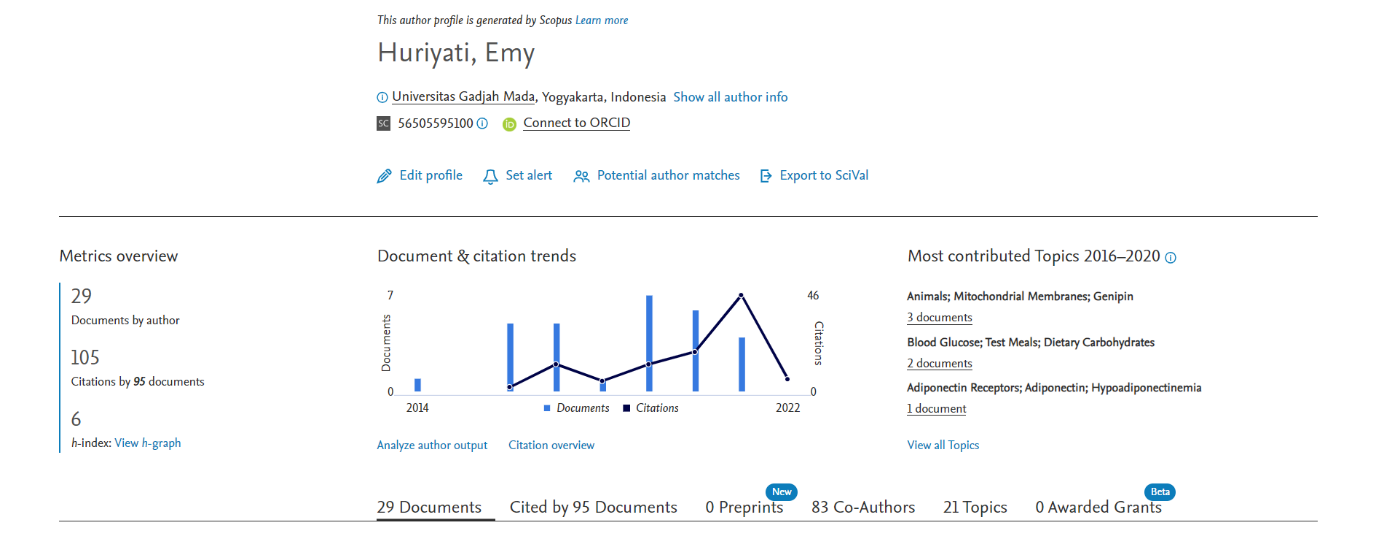 This author profile is generated by Scopus Learn more
Huriyati, Emy
Universitas Gadjah Mada, Yogyakarta, Indonesia Show all author info
SC 56505595100 iD Connect to ORCID
Edit profile Set alert Potential author matches Export to SciVal
Metrics overview
29
Documents by author
105
Citations by 95 documents
6
h-index: View h-graph
Document & citation trends
7
46
Documents
Citations
0
0
2014
2022
Documents Citations
Analyze author output Citation overview
Most contributed Topics 2016–2020
Animals; Mitochondrial Membranes; Genipin
3 documents
Blood Glucose; Test Meals; Dietary Carbohydrates
2 documents
Adiponectin Receptors; Adiponectin; Hypoadiponectinemia
1 document
View all Topics
New
Beta
29 Documents Cited by 95 Documents 0 Preprints 83 Co-Authors 21 Topics 0 Awarded Grants